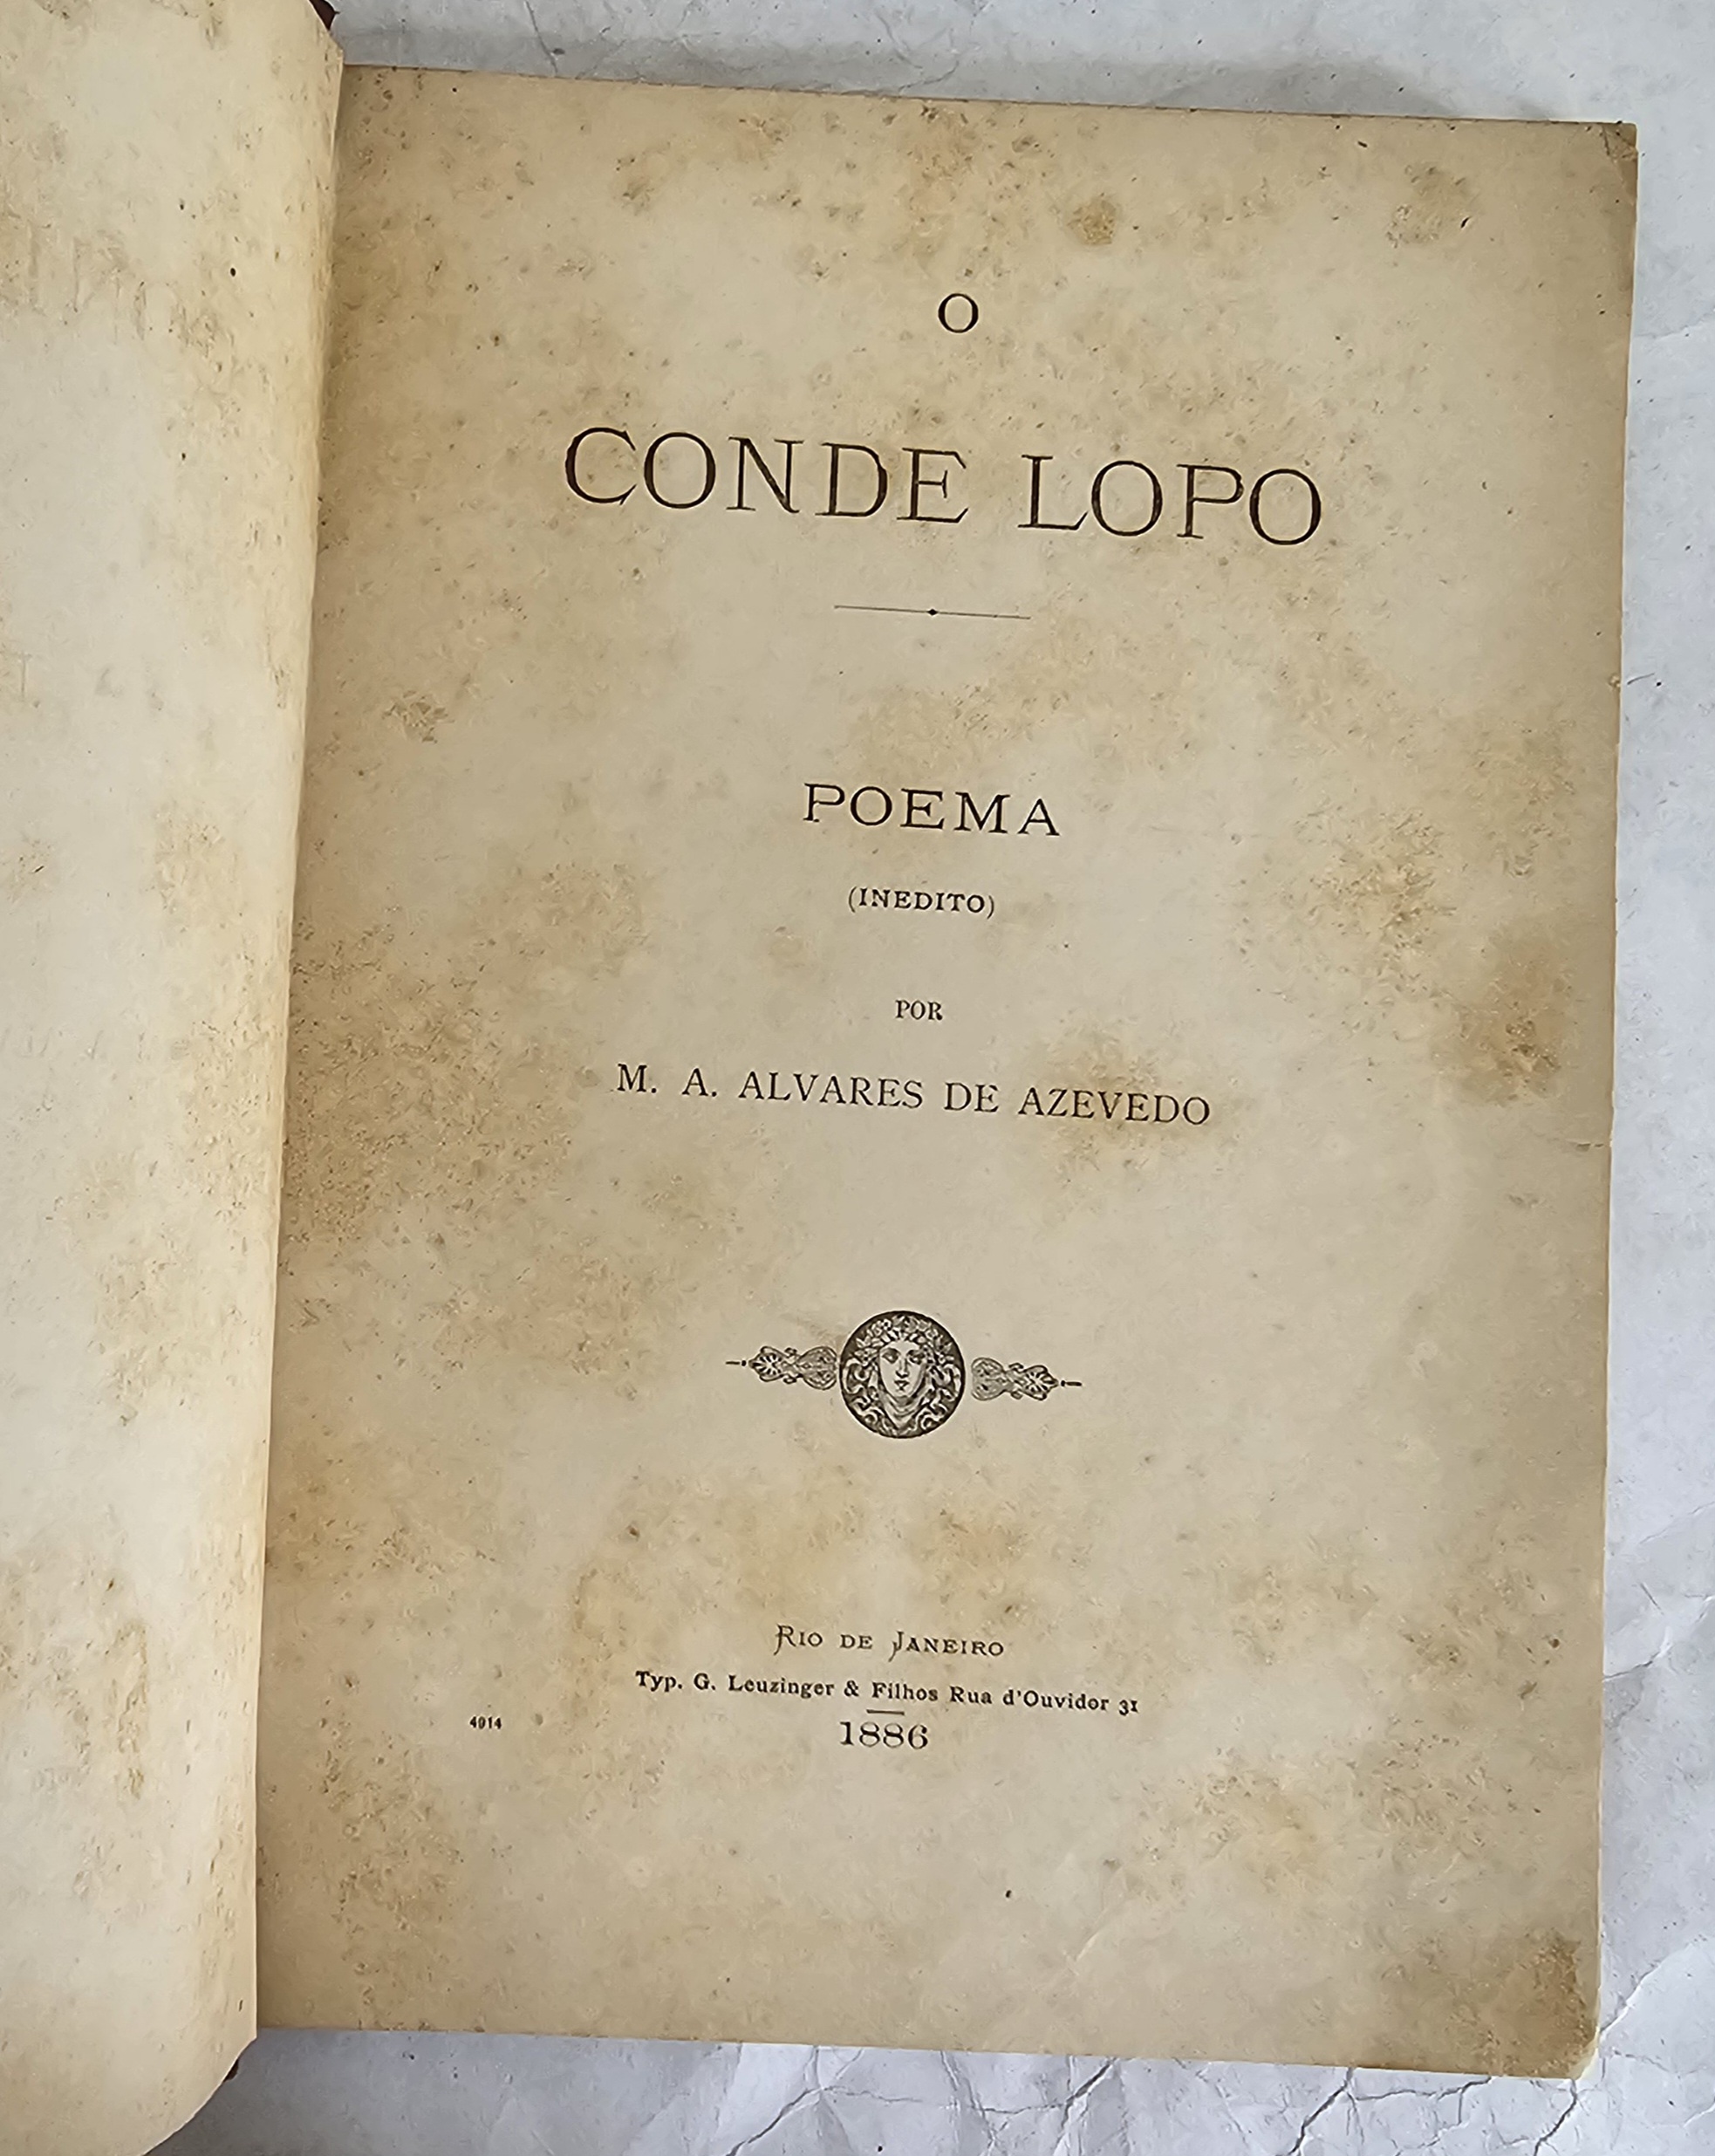 O
CONDE LOPO
POEMA
(INEDITO)
POR
M. A. ALVARES DE AZEVEDO
RIO DE JANEIRO
Typ. G. Leuzinger & Filhos Rua d'Ouvidor 31
4914
1886